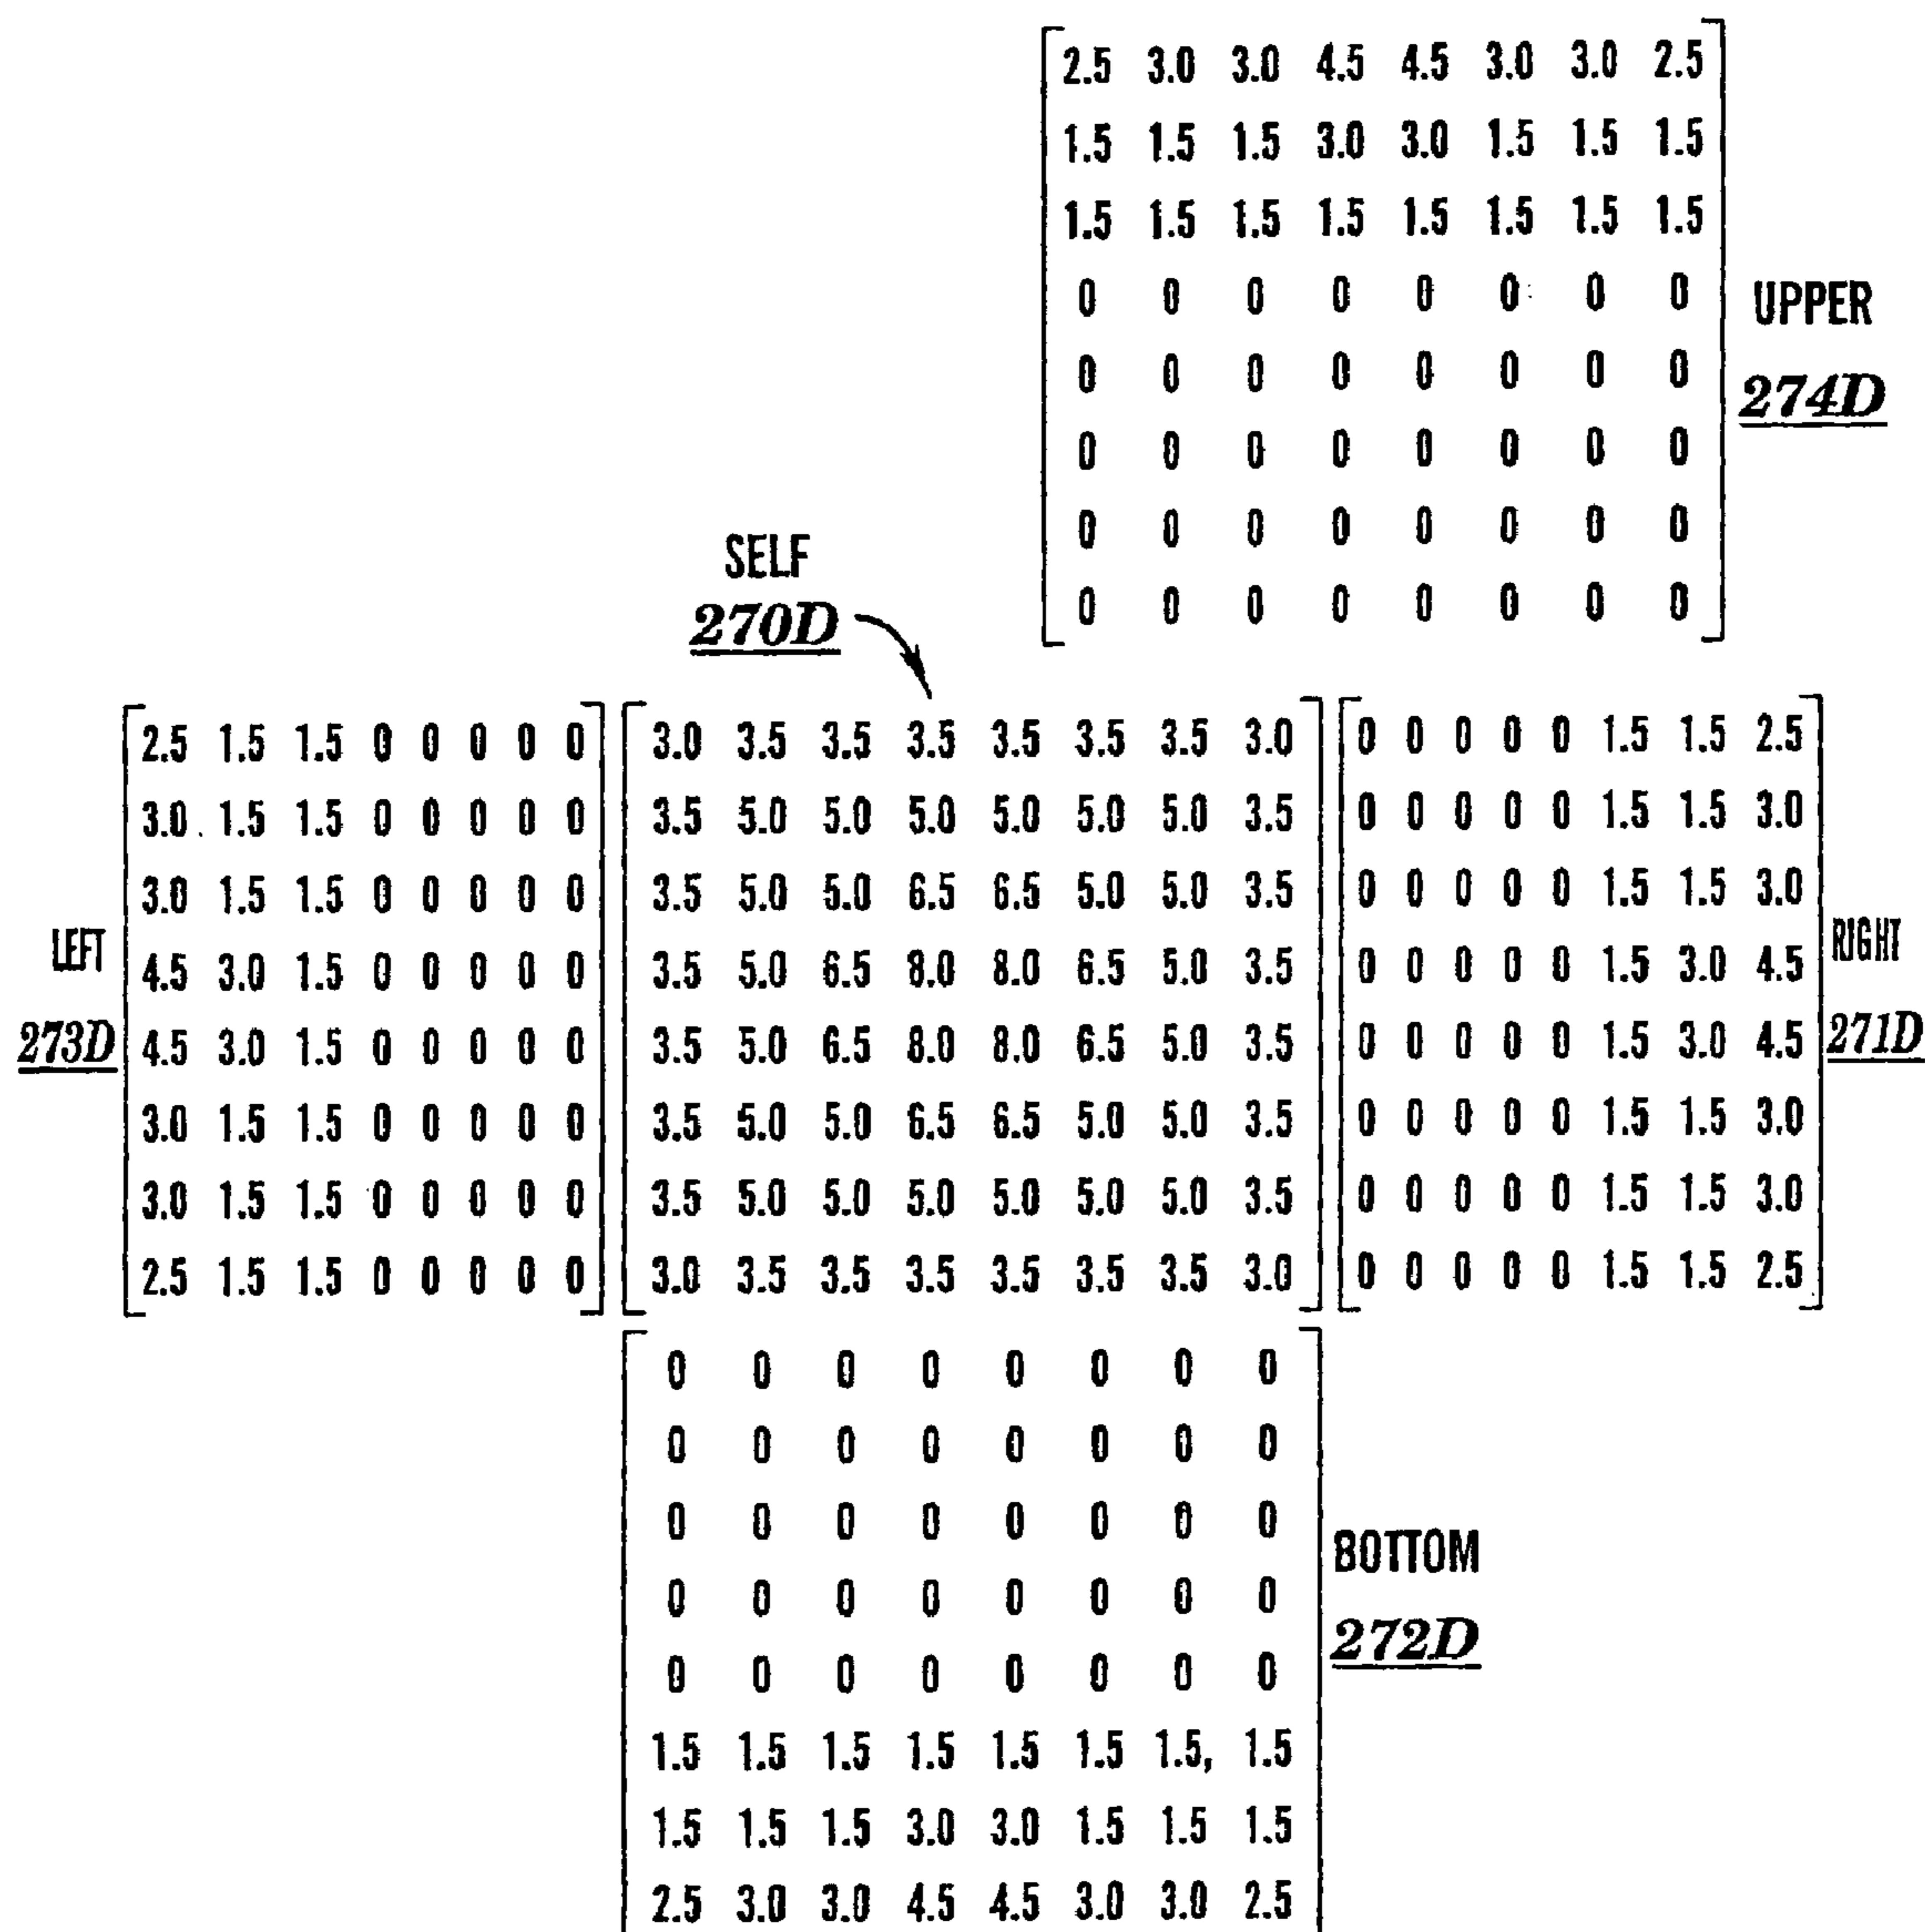 2.5 3.0 3.0 4.5 4.5 3.0 3.0 2.5
1.5 1.5 1.5 3.0 3.0 1.5 1.5 1.5
1.5 1.5 1.5 1.5 1.5 1.5 1.5 1.5
0 0 0 0 0 0 0 0
0 0 0 0 0 0 0 0
0 0 0 0 0 0 0 0
0 0 0 0 0 0 0 0
0 0 0 0 0 0 0 0
UPPER
274D
SELF
270D
LEFT
273D
2.5 1.5 1.5 0 0 0 0 0
3.0 1.5 1.5 0 0 0 0 0
3.0 1.5 1.5 0 0 0 0 0
4.5 3.0 1.5 0 0 0 0 0
4.5 3.0 1.5 0 0 0 0 0
3.0 1.5 1.5 0 0 0 0 0
3.0 1.5 1.5 0 0 0 0 0
2.5 1.5 1.5 0 0 0 0 0
3.0 3.5 3.5 3.5 3.5 3.5 3.5 3.0
3.5 5.0 5.0 5.0 5.0 5.0 5.0 3.5
3.5 5.0 5.0 6.5 6.5 5.0 5.0 3.5
3.5 5.0 6.5 8.0 8.0 6.5 5.0 3.5
3.5 5.0 6.5 8.0 8.0 6.5 5.0 3.5
3.5 5.0 5.0 6.5 6.5 5.0 5.0 3.5
3.5 5.0 5.0 5.0 5.0 5.0 5.0 3.5
3.0 3.5 3.5 3.5 3.5 3.5 3.5 3.0
0 0 0 0 0 1.5 1.5 2.5
0 0 0 0 0 1.5 1.5 3.0
0 0 0 0 0 1.5 1.5 3.0
0 0 0 0 0 1.5 3.0 4.5
0 0 0 0 0 1.5 3.0 4.5
0 0 0 0 0 1.5 1.5 3.0
0 0 0 0 0 1.5 1.5 3.0
0 0 0 0 0 1.5 1.5 2.5
RIGHT
271D
0 0 0 0 0 0 0 0
0 0 0 0 0 0 0 0
0 0 0 0 0 0 0 0
0 0 0 0 0 0 0 0
0 0 0 0 0 0 0 0
1.5 1.5 1.5 1.5 1.5 1.5 1.5, 1.5
1.5 1.5 1.5 3.0 3.0 1.5 1.5 1.5
2.5 3.0 3.0 4.5 4.5 3.0 3.0 2.5
BOTTOM
272D